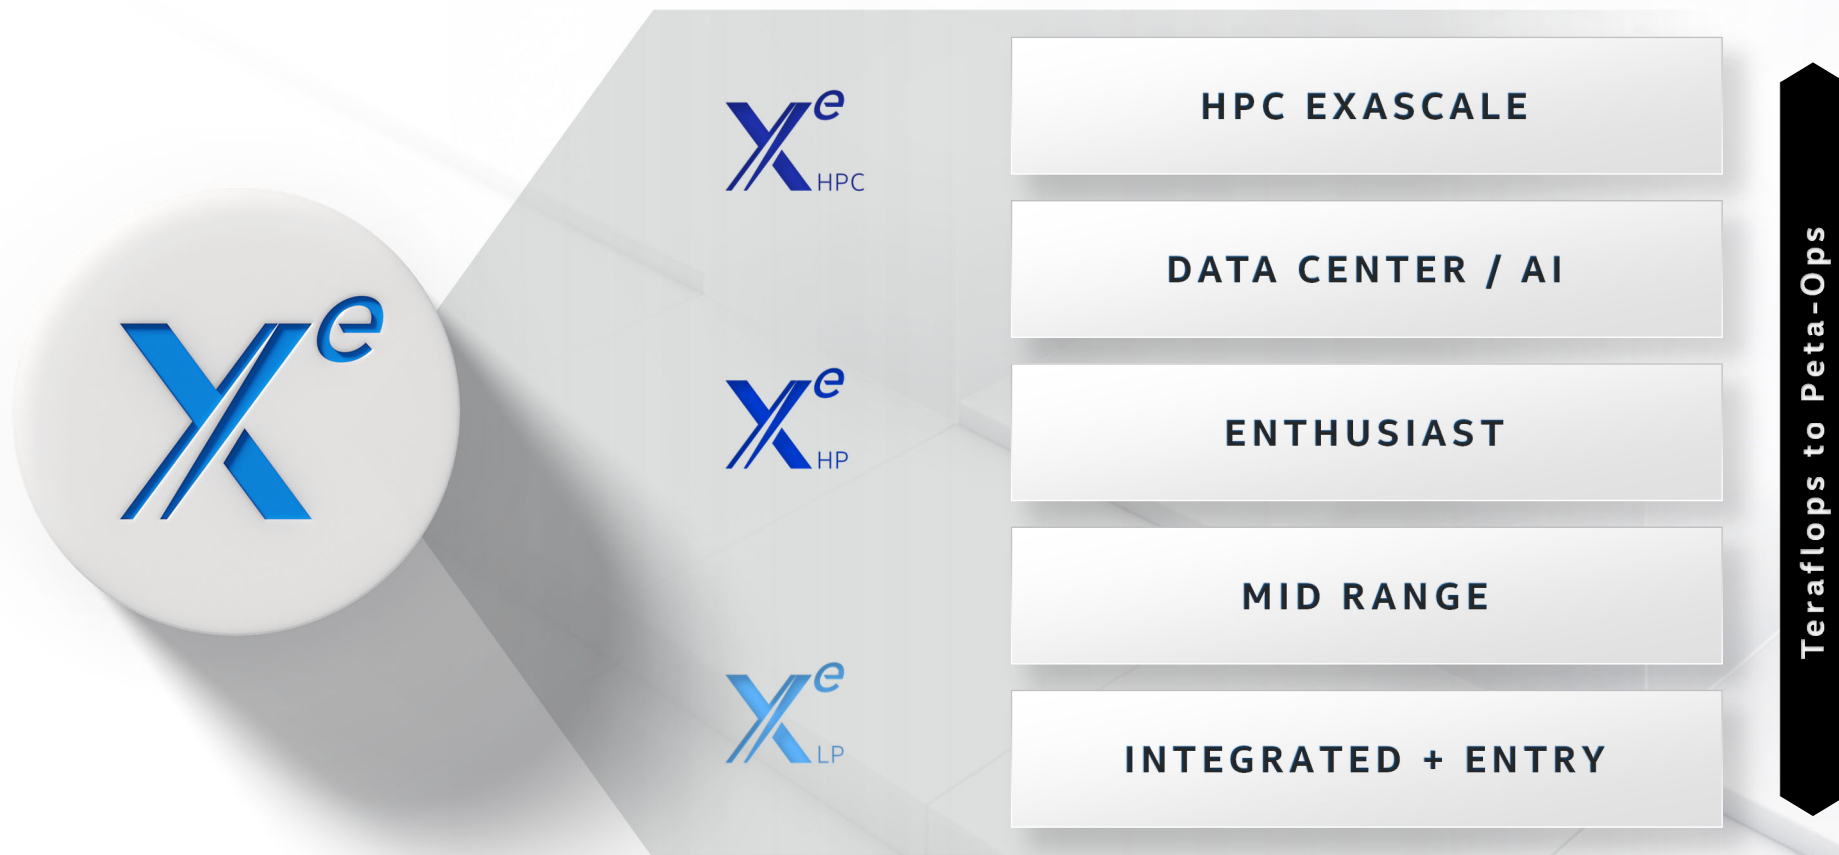 Xe
Xe HPC
Xe HP
Xe LP
HPC EXASCALE
DATA CENTER / AI
ENTHUSIAST
MID RANGE
INTEGRATED + ENTRY
Teraflops to Peta-Ops